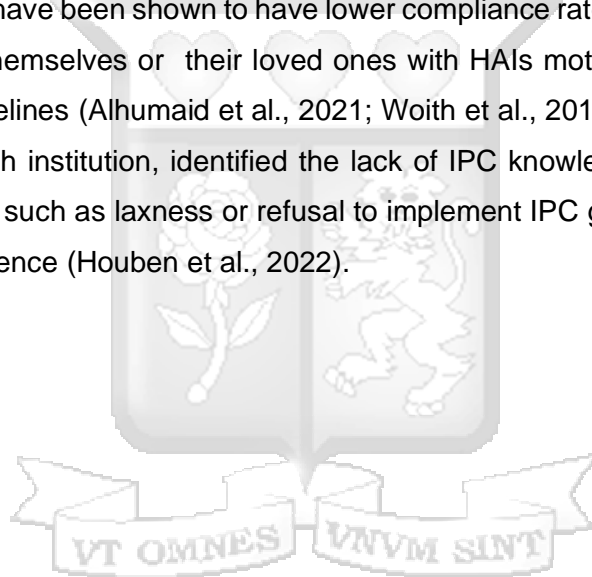 have been shown to have lower compliance rate
hemselves or their loved ones with HAIs mot
elines (Alhumaid et al., 2021; Woith et al., 201
h institution, identified the lack of IPC knowle
such as laxness or refusal to implement IPC g
ence (Houben et al., 2022).
VT OMNES VNVM SINT